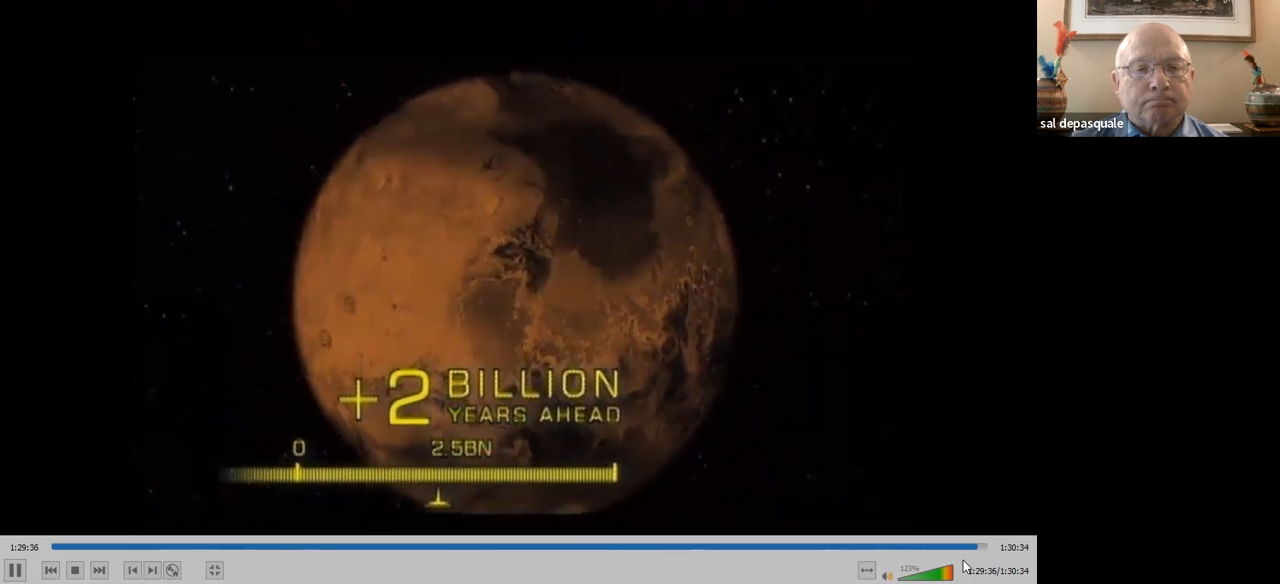 sal depasquale
+2 BILLION
YEARS AHEAD
0 2.5BN
1:29:36 1:30:34
123% 1:29:36/1:30:34